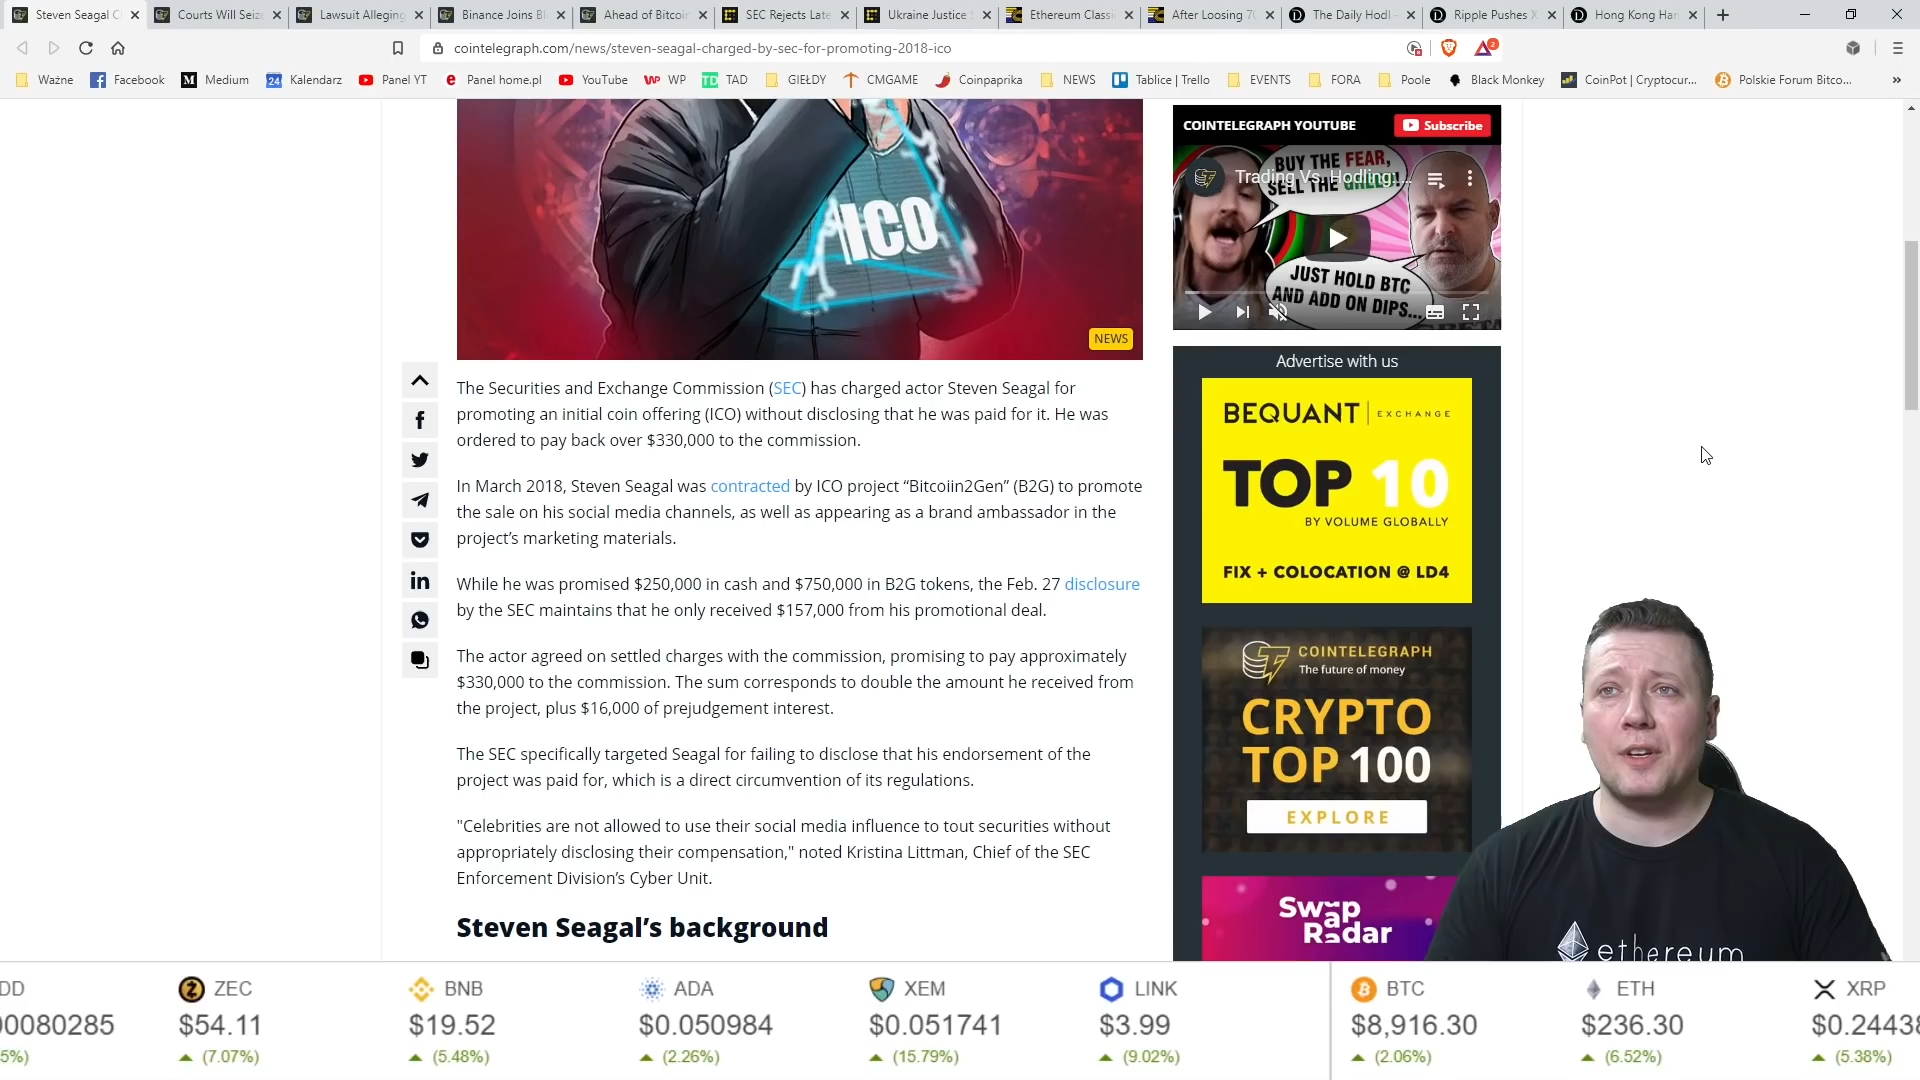 Steven Seagal C
Courts Will Seiz
Lawsuit Alleging
Binance Joins Bl
Ahead of Bitcoin
SEC Rejects Late
Ukraine Justice S
Ethereum Classi
After Loosing 70
The Daily Hodl
Ripple Pushes X
Hong Kong Han
cointelegraph.com/news/steven-seagal-charged-by-sec-for-promoting-2018-ico
2
Ważne
Facebook
Medium
24 Kalendarz
Panel YT
Panel home.pl
YouTube
WP
TAD
GIEŁDY
CMGAME
Coinpaprika
NEWS
Tablice | Trello
EVENTS
FORA
Poole
Black Monkey
CoinPot | Cryptocur...
Polskie Forum Bitco...
»
ICO
NEWS
The Securities and Exchange Commission (SEC) has charged actor Steven Seagal for
promoting an initial coin offering (ICO) without disclosing that he was paid for it. He was
ordered to pay back over $330,000 to the commission.
In March 2018, Steven Seagal was contracted by ICO project “Bitcoiin2Gen” (B2G) to promote
the sale on his social media channels, as well as appearing as a brand ambassador in the
project’s marketing materials.
While he was promised $250,000 in cash and $750,000 in B2G tokens, the Feb. 27 disclosure
by the SEC maintains that he only received $157,000 from his promotional deal.
The actor agreed on settled charges with the commission, promising to pay approximately
$330,000 to the commission. The sum corresponds to double the amount he received from
the project, plus $16,000 of prejudgement interest.
The SEC specifically targeted Seagal for failing to disclose that his endorsement of the
project was paid for, which is a direct circumvention of its regulations.
"Celebrities are not allowed to use their social media influence to tout securities without
appropriately disclosing their compensation," noted Kristina Littman, Chief of the SEC
Enforcement Division’s Cyber Unit.
Steven Seagal’s background
COINTELEGRAPH YOUTUBE
Subscribe
Trading Vs. Hodling...
BUY THE FEAR,
SELL THE GREED!
JUST HOLD BTC
AND ADD ON DIPS...
Advertise with us
BEQUANT | EXCHANGE
TOP 10
BY VOLUME GLOBALLY
FIX + COLOCATION @ LD4
COINTELEGRAPH
The future of money
CRYPTO
TOP 100
EXPLORE
Swap
Radar
ethereum
DD
00080285
5%)
ZEC
$54.11
(7.07%)
BNB
$19.52
(5.48%)
ADA
$0.050984
(2.26%)
XEM
$0.051741
(15.79%)
LINK
$3.99
(9.02%)
BTC
$8,916.30
(2.06%)
ETH
$236.30
(6.52%)
XRP
$0.24438
(5.38%)